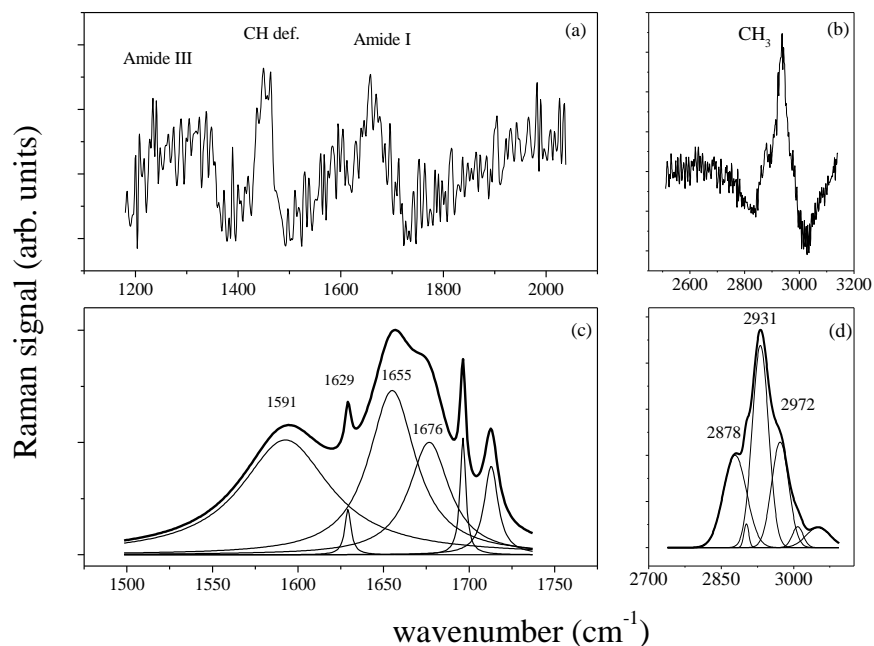 (a)
CH def.
Amide III
Amide I
(b)
CH₃
1200 1400 1600 1800 2000
2600 2800 3000 3200
(c)
1591
1629
1655
1676
1500 1550 1600 1650 1700 1750
(d)
2931
2972
2878
2700 2850 3000
Raman signal (arb. units)
wavenumber (cm⁻¹)